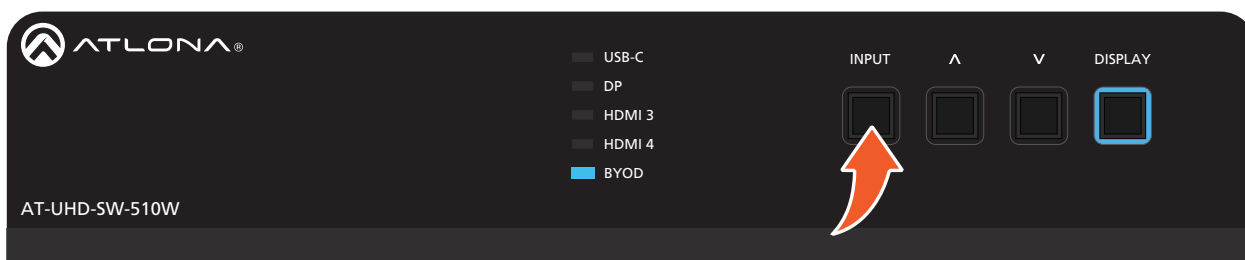 ATLONA®
USB-C
DP
HDMI 3
HDMI 4
BYOD
INPUT
∧
∨
DISPLAY
AT-UHD-SW-510W